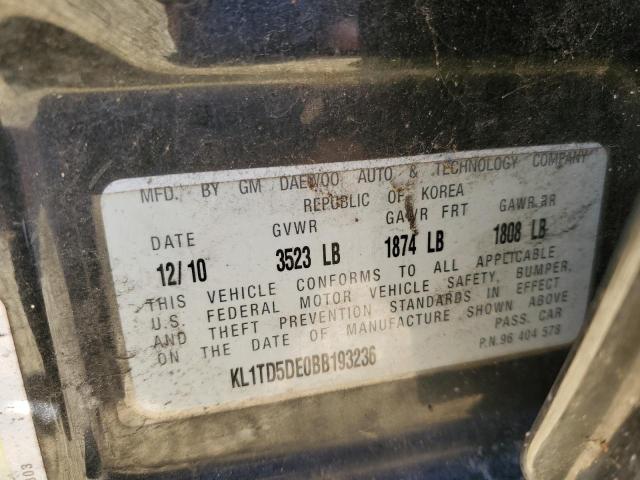 MFD. BY GM DAEWOO AUTO & TECHNOLOGY COMPANY
REPUBLIC OF KOREA
DATE GVWR GAWR FRT GAWR RR
12/10 3523 LB 1874 LB 1808 LB
THIS VEHICLE CONFORMS TO ALL APPLICABLE
U.S. FEDERAL MOTOR VEHICLE SAFETY, BUMPER,
AND THEFT PREVENTION STANDARDS IN EFFECT
ON THE DATE OF MANUFACTURE SHOWN ABOVE
PASS. CAR
KL1TD5DE0BB193236
P.N. 96 404 578